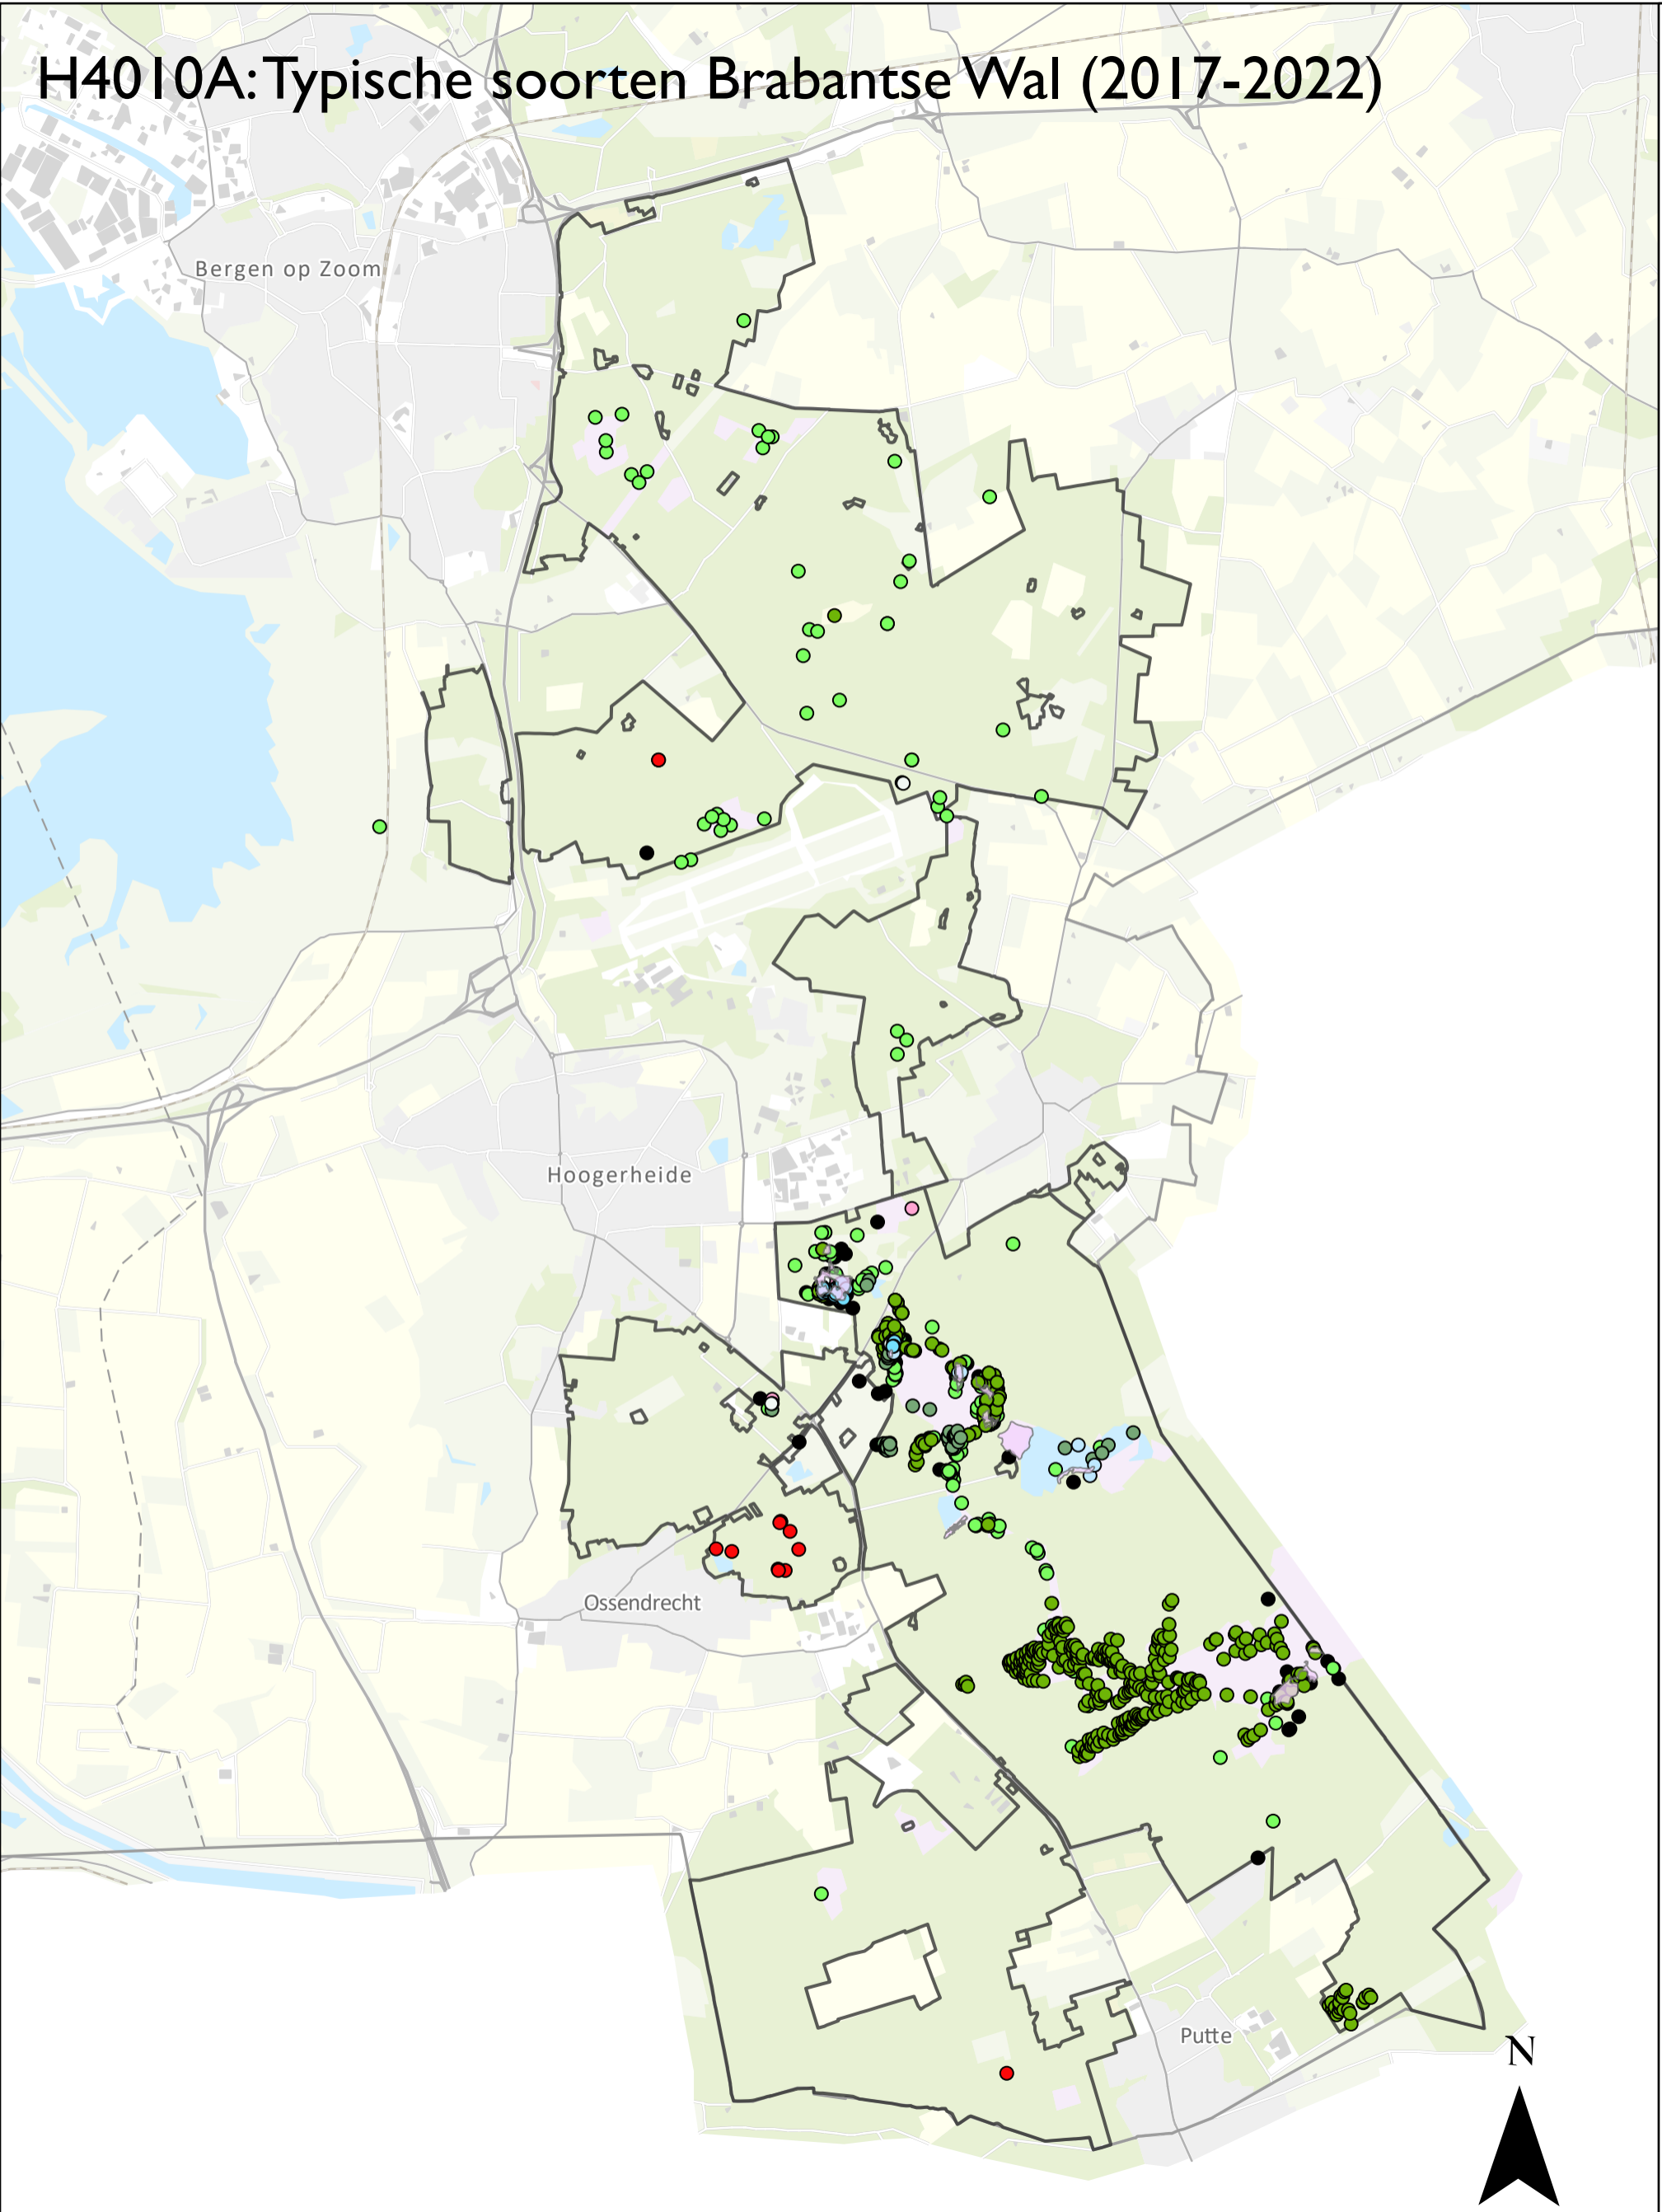 H4010A: Typische soorten Brabantse Wal (2017-2022)
Bergen op Zoom
Hoogerheide
Ossendrecht
Putte
N